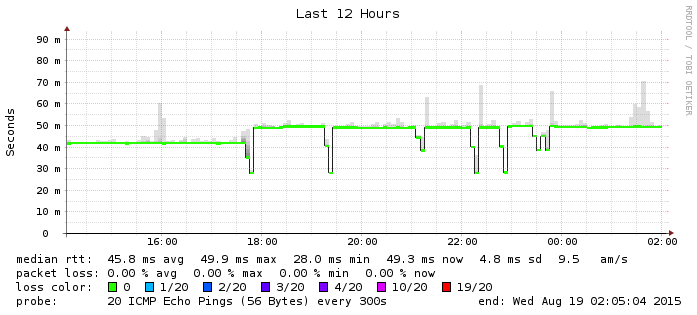 Last 12 Hours
RRDTOOL / TOBI OETIKER
Seconds
90 m
80 m
70 m
60 m
50 m
40 m
30 m
20 m
10 m
0
16:00 18:00 20:00 22:00 00:00 02:00
median rtt: 45.8 ms avg 49.9 ms max 28.0 ms min 49.3 ms now 4.8 ms sd 9.5 am/s
packet loss: 0.00 % avg 0.00 % max 0.00 % min 0.00 % now
loss color: 0 1/20 2/20 3/20 4/20 10/20 19/20
probe: 20 ICMP Echo Pings (56 Bytes) every 300s end: Wed Aug 19 02:05:04 2015